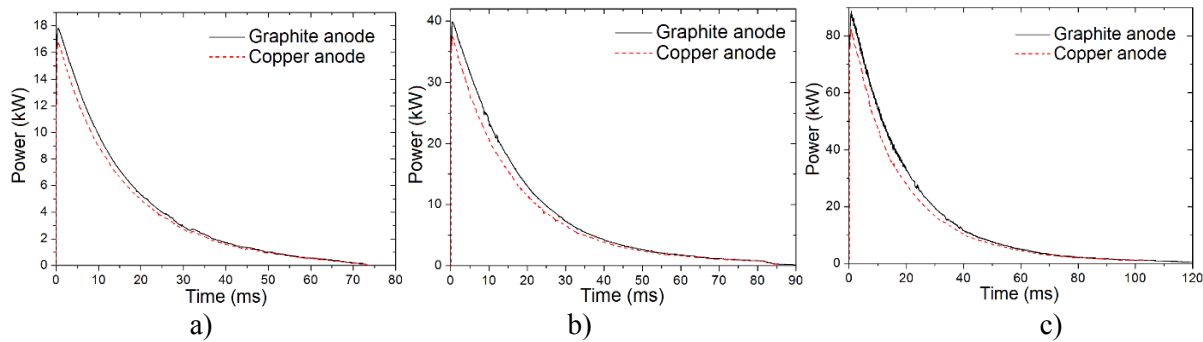 18
16
14
12
10
8
6
4
2
0
Power (kW)
Graphite anode
Copper anode
0 10 20 30 40 50 60 70 80
Time (ms)
a)
40
30
20
10
0
Power (kW)
Graphite anode
Copper anode
0 10 20 30 40 50 60 70 80 90
Time (ms)
b)
80
60
40
20
0
Power (kW)
Graphite anode
Copper anode
0 20 40 60 80 100 120
Time (ms)
c)